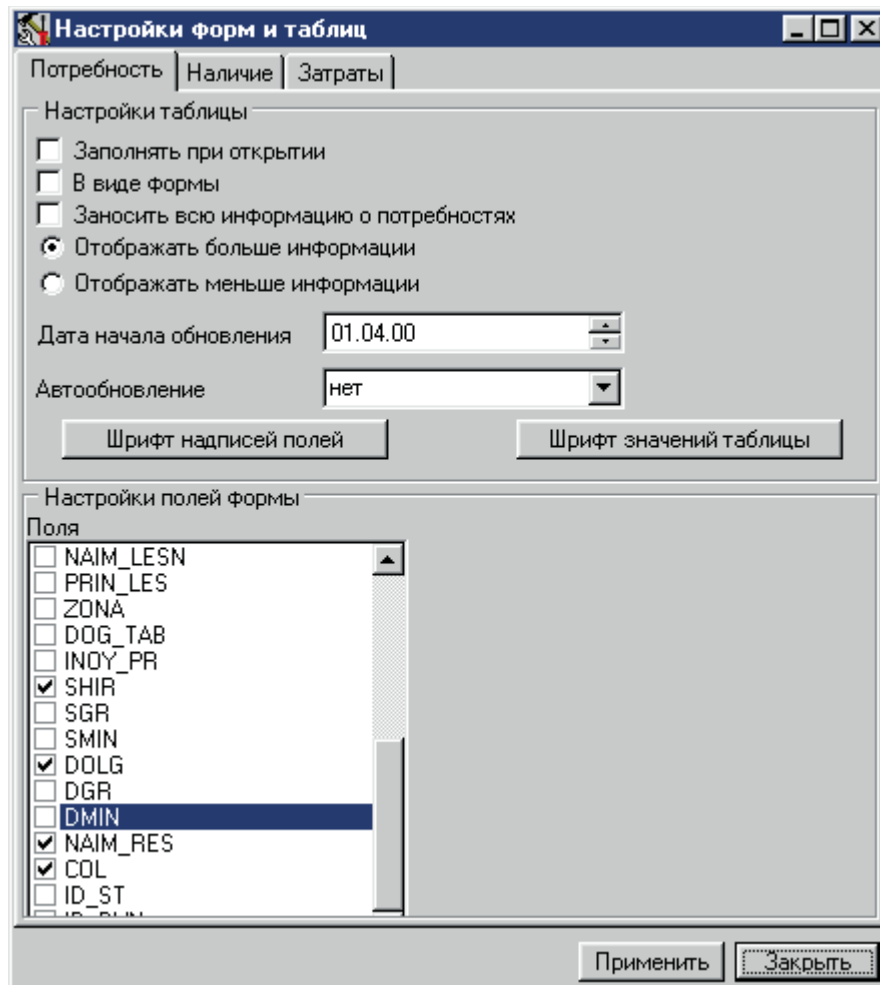 Настройки форм и таблиц
Потребность Наличие Затраты
Настройки таблицы
Заполнять при открытии
В виде формы
Заносить всю информацию о потребностях
Отображать больше информации
Отображать меньше информации
Дата начала обновления 01.04.00
Автообновление нет
Шрифт надписей полей Шрифт значений таблицы
Настройки полей формы
Поля
NAIM_LESN
PRIN_LES
ZONA
DOG_TAB
INOY_PR
SHIR
SGR
SMIN
DOLG
DGR
DMIN
NAIM_RES
COL
ID_ST
Применить Закрыть